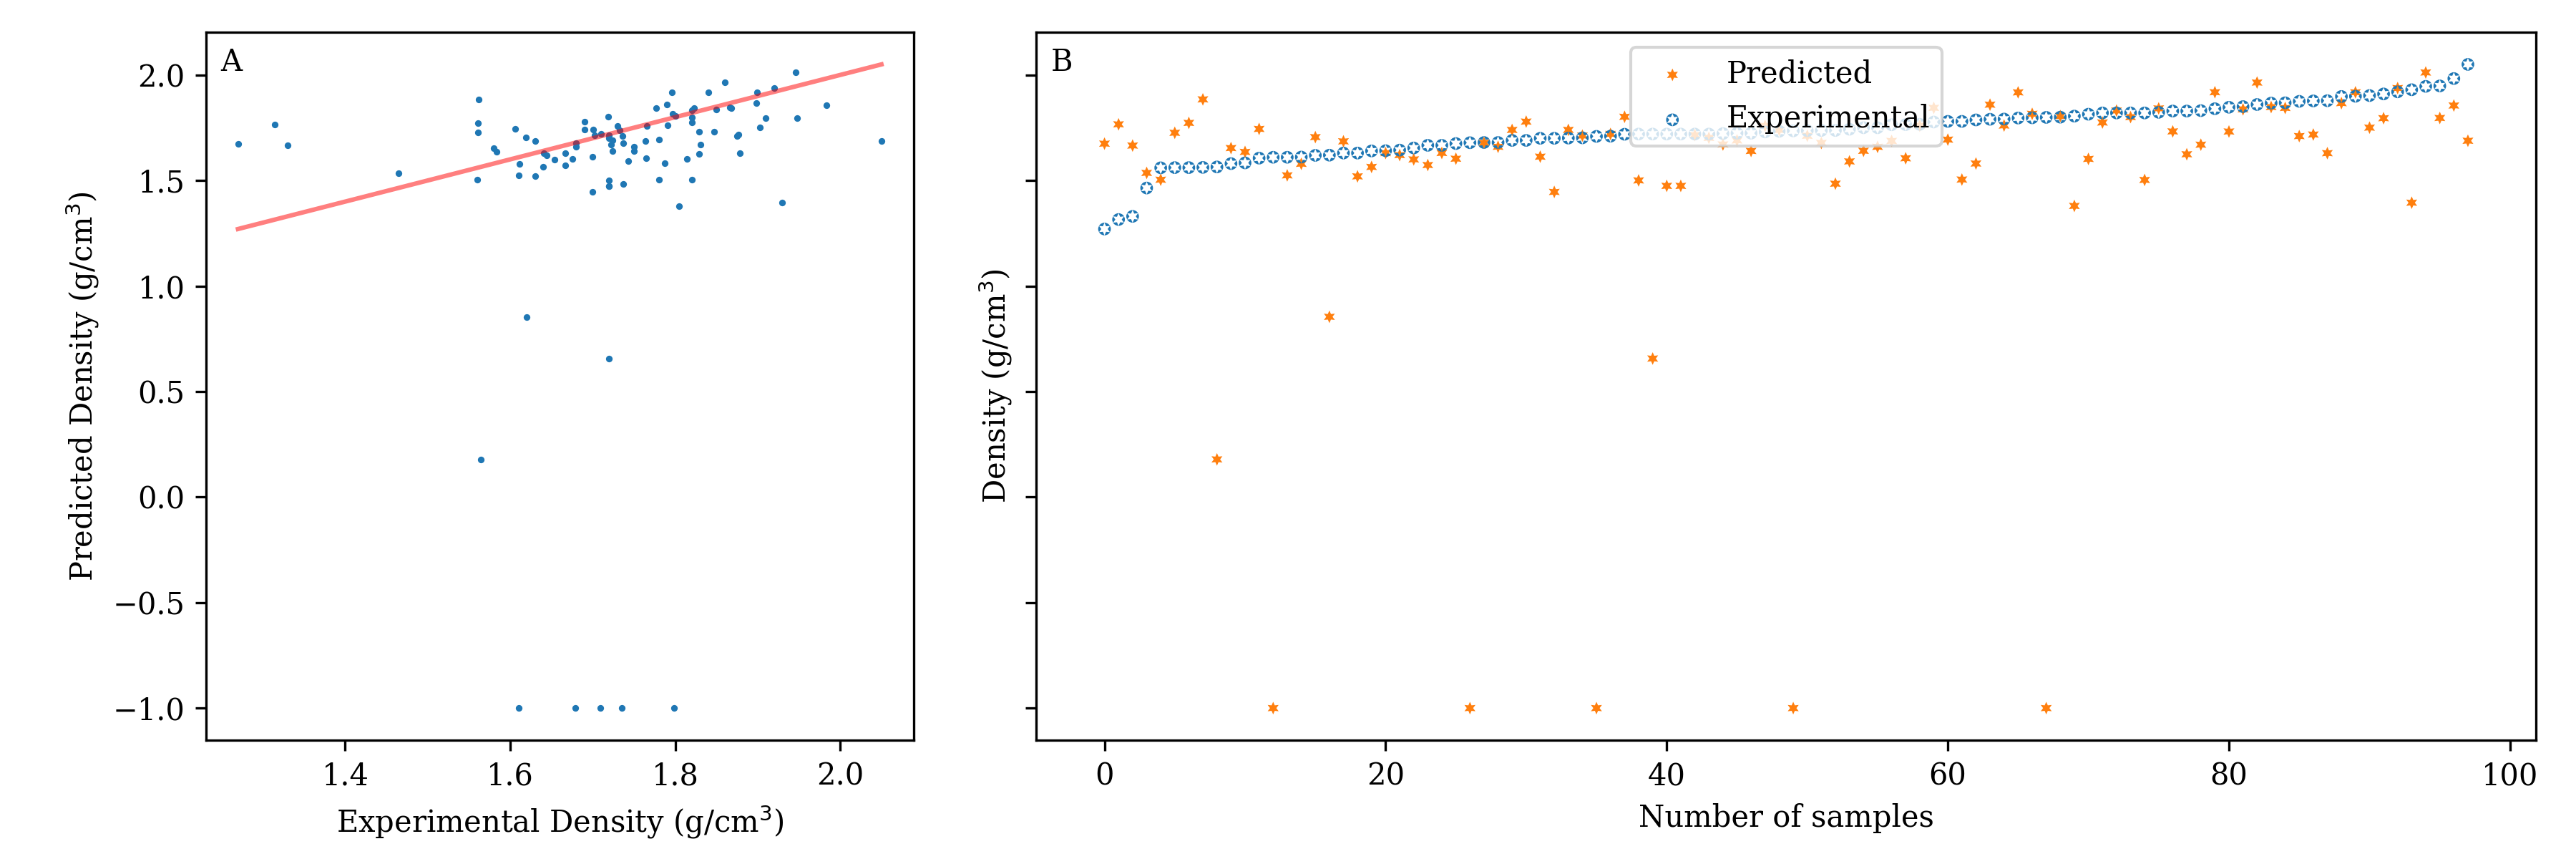 A
2.0
1.5
1.0
0.5
0.0
−0.5
−1.0
Predicted Density (g/cm³)
1.4 1.6 1.8 2.0
Experimental Density (g/cm³)
B
Predicted
Experimental
Density (g/cm³)
0 20 40 60 80 100
Number of samples